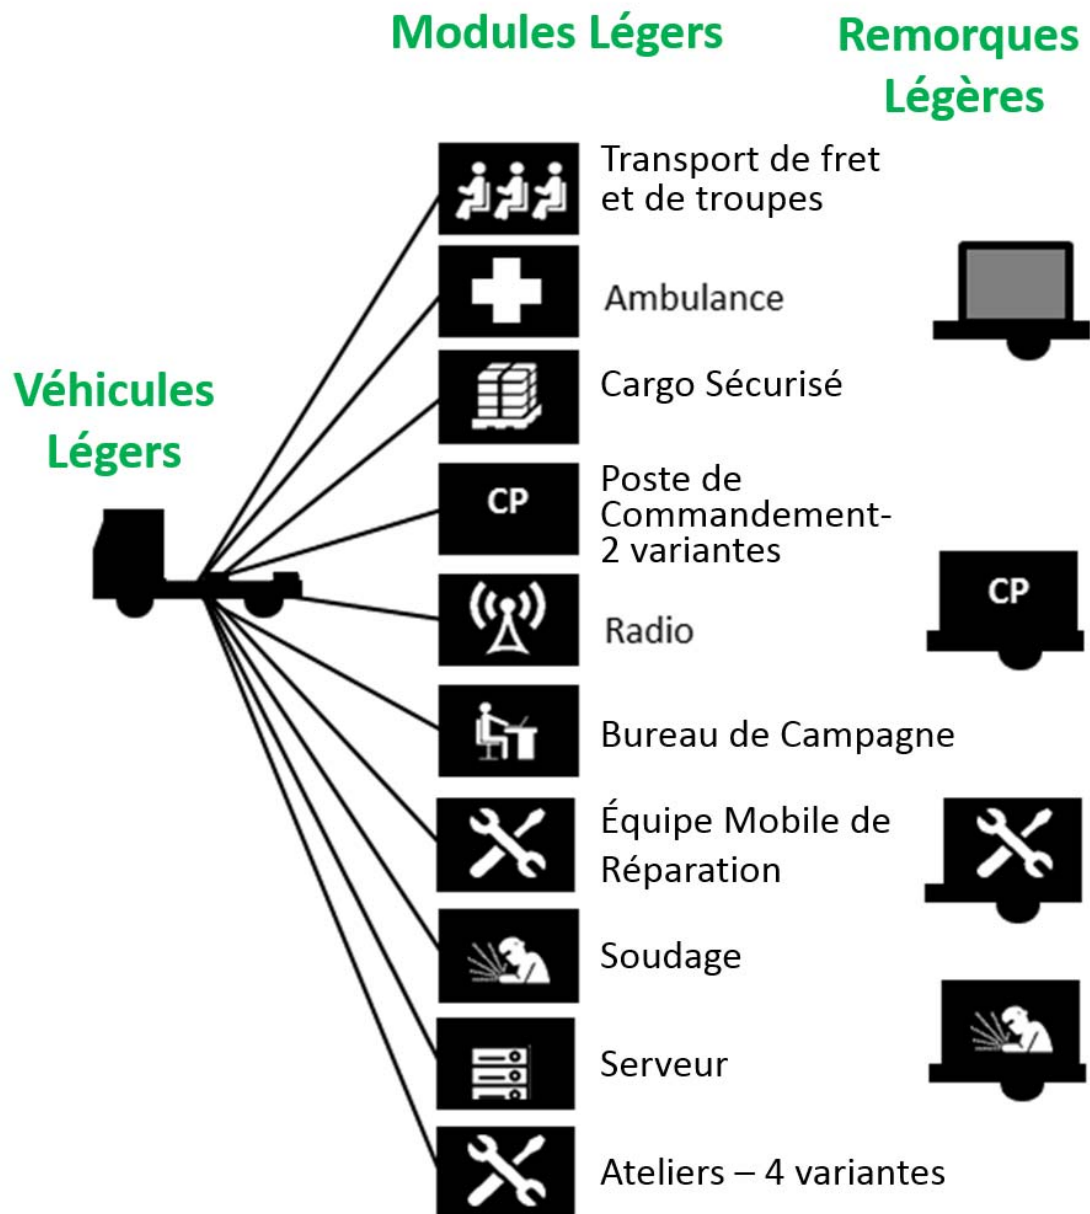 Modules Légers
Remorques
Légères
Véhicules
Légers
Transport de fret
et de troupes
Ambulance
Cargo Sécurisé
CP
Poste de
Commandement-
2 variantes
CP
Radio
Bureau de Campagne
Équipe Mobile de
Réparation
Soudage
Serveur
Ateliers – 4 variantes